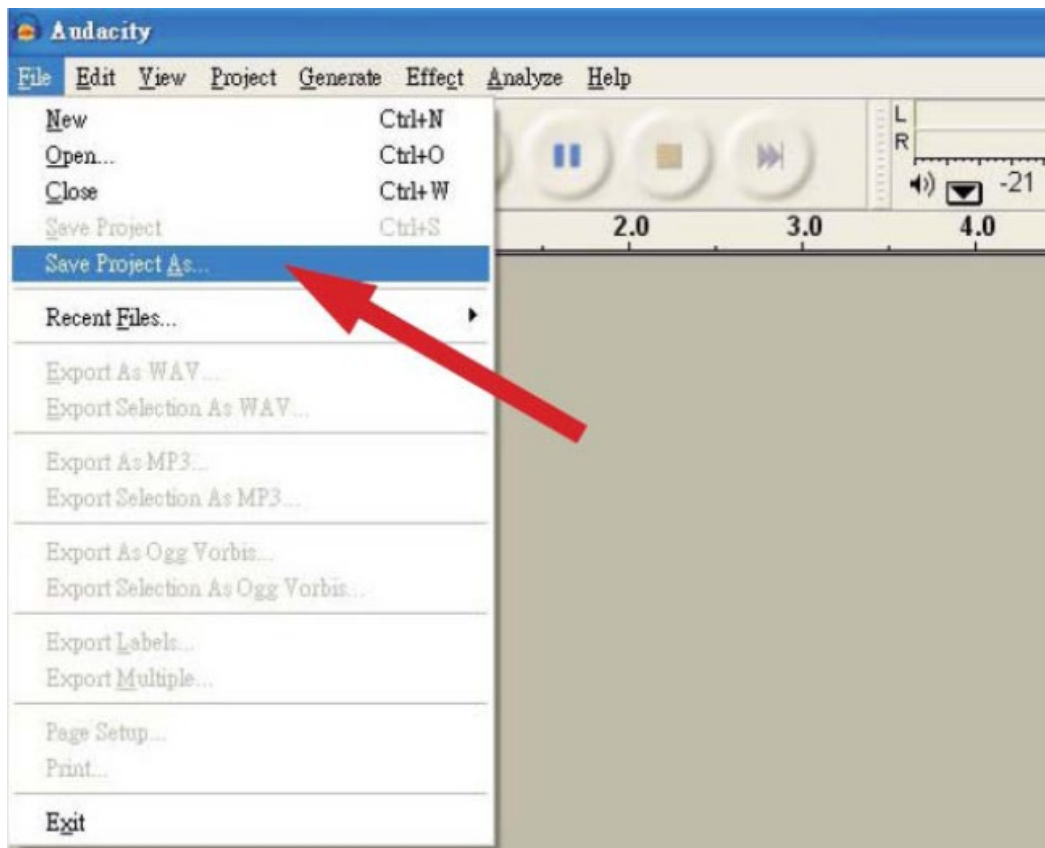 Audacity
File Edit View Project Generate Effect Analyze Help
New Ctrl+N
Open... Ctrl+O
Close Ctrl+W
Save Project Ctrl+S
Save Project As...
Recent Files...
Export As WAV...
Export Selection As WAV...
Export As MP3...
Export Selection As MP3...
Export As Ogg Vorbis...
Export Selection As Ogg Vorbis...
Export Labels...
Export Multiple...
Page Setup...
Print...
Exit
L
R
-21
2.0 3.0 4.0